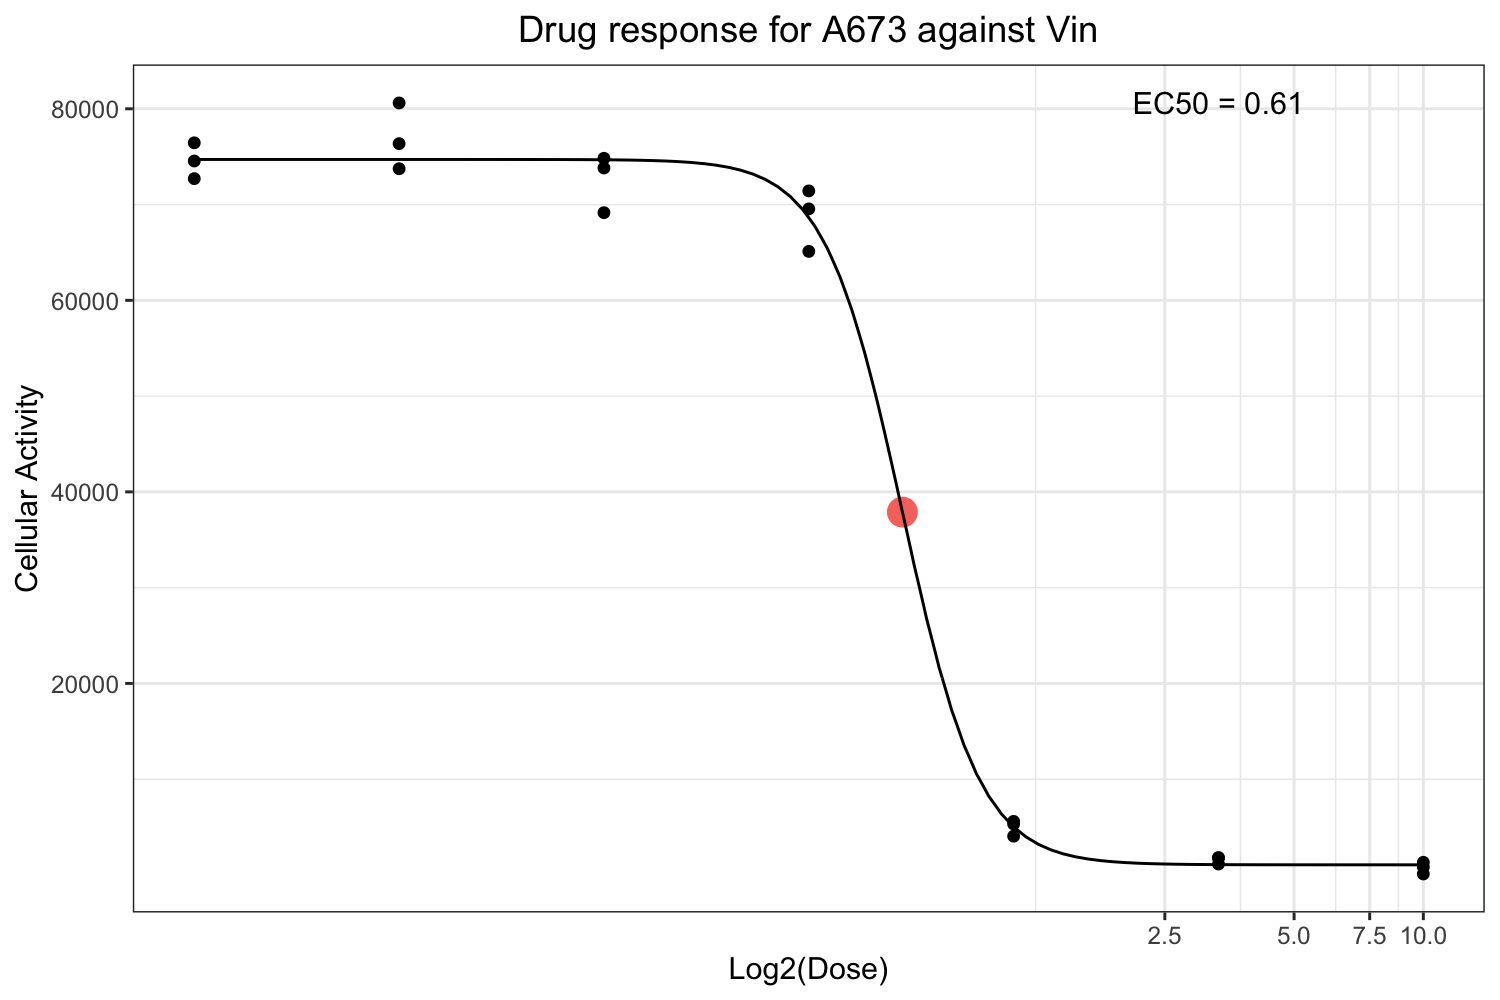 Drug response for A673 against Vin
EC50 = 0.61
80000
60000
40000
20000
Cellular Activity
2.5 5.0 7.5 10.0
Log2(Dose)